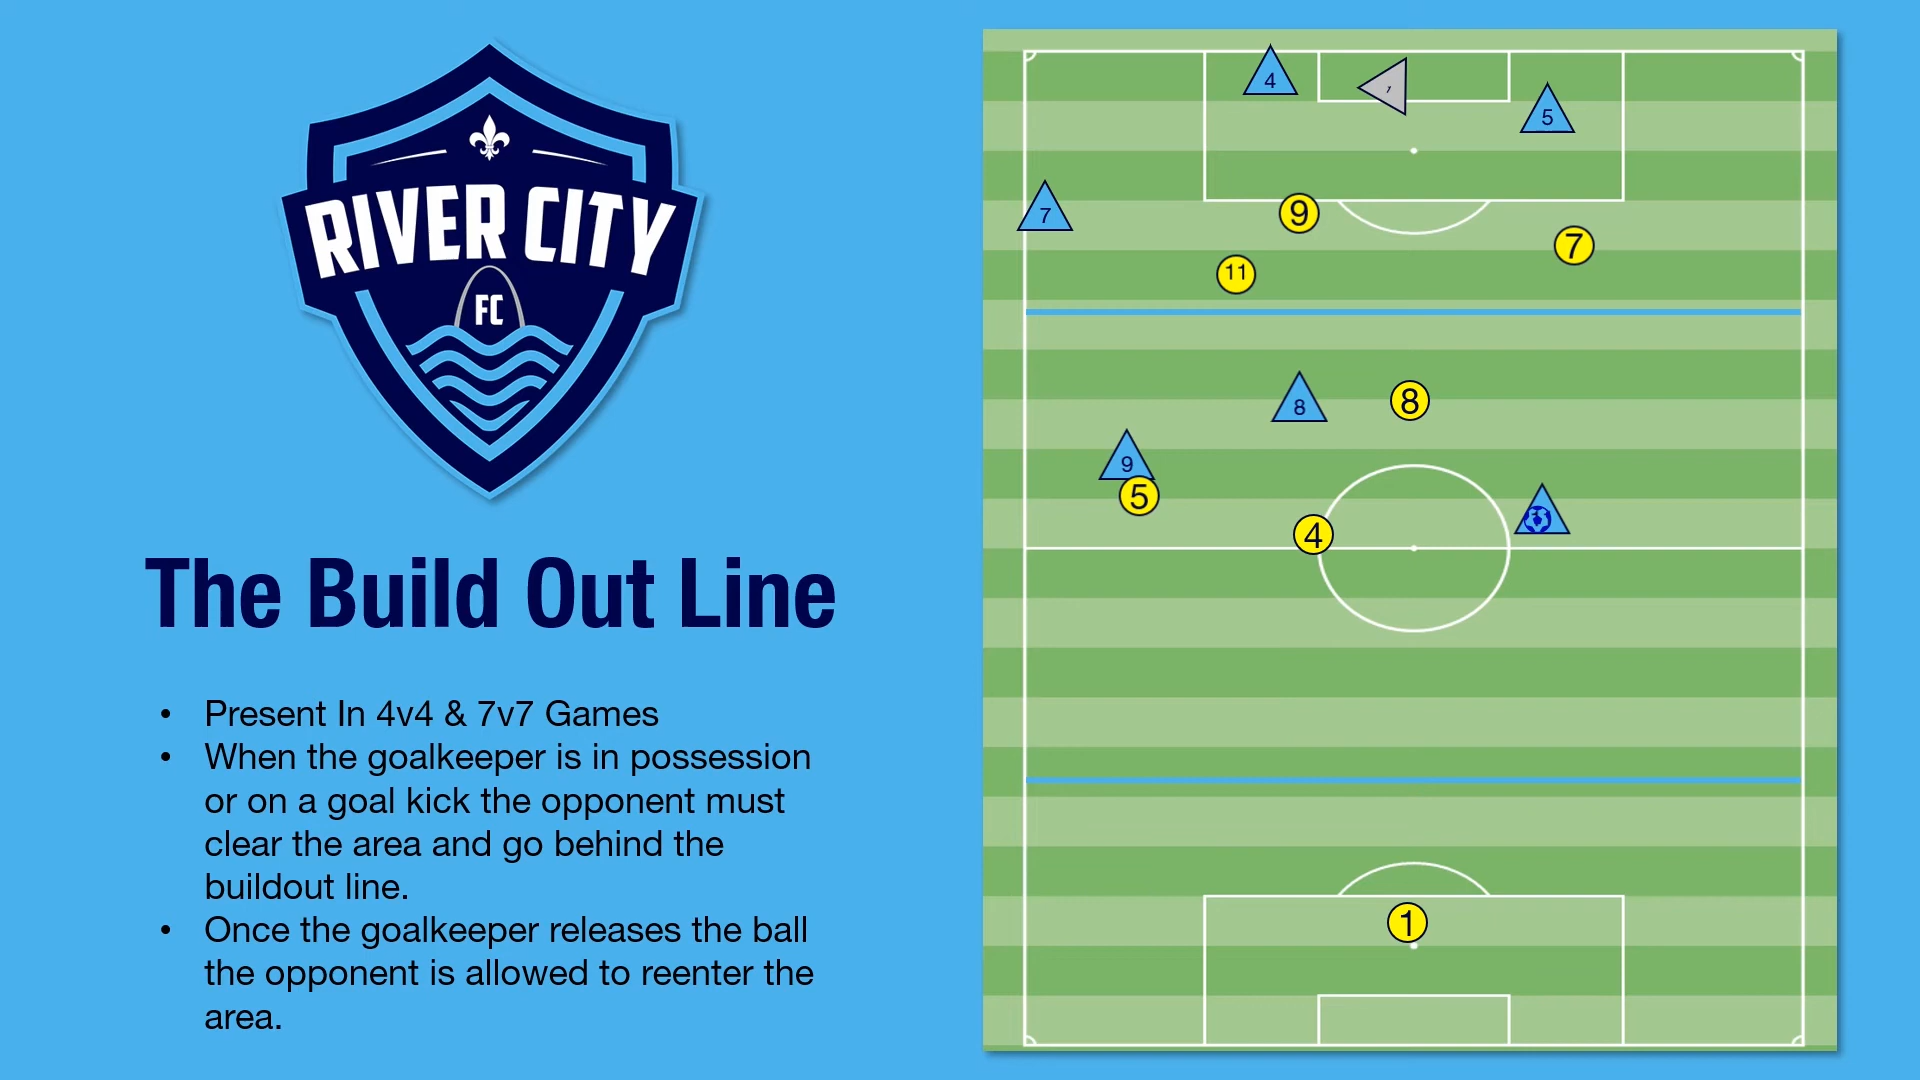 RIVER CITY
FC
The Build Out Line
• Present In 4v4 & 7v7 Games
• When the goalkeeper is in possession
or on a goal kick the opponent must
clear the area and go behind the
buildout line.
• Once the goalkeeper releases the ball
the opponent is allowed to reenter the
area.
4
1
5
7
9
7
11
8
8
9
5
4
1